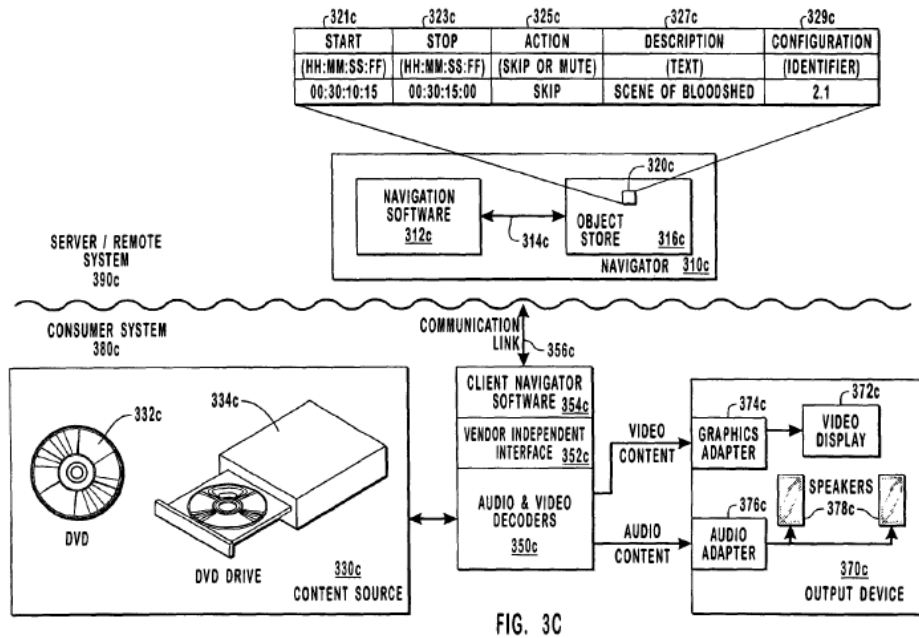 321c 323c 325c 327c 329c
START STOP ACTION DESCRIPTION CONFIGURATION
(HH:MM:SS:FF) (HH:MM:SS:FF) (SKIP OR MUTE) (TEXT) (IDENTIFIER)
00:30:10:15 00:30:15:00 SKIP SCENE OF BLOODSHED 2.1
320c
NAVIGATION
SOFTWARE
312c
314c
OBJECT
STORE
316c
NAVIGATOR 310c
SERVER / REMOTE
SYSTEM
390c
CONSUMER SYSTEM
380c
COMMUNICATION
LINK
356c
332c
DVD
334c
DVD DRIVE
330c
CONTENT SOURCE
CLIENT NAVIGATOR
SOFTWARE 354c
VENDOR INDEPENDENT
INTERFACE 352c
AUDIO & VIDEO
DECODERS
350c
VIDEO
CONTENT
AUDIO
CONTENT
374c
GRAPHICS
ADAPTER
372c
VIDEO
DISPLAY
376c
AUDIO
ADAPTER
SPEAKERS
378c
370c
OUTPUT DEVICE
FIG. 3C